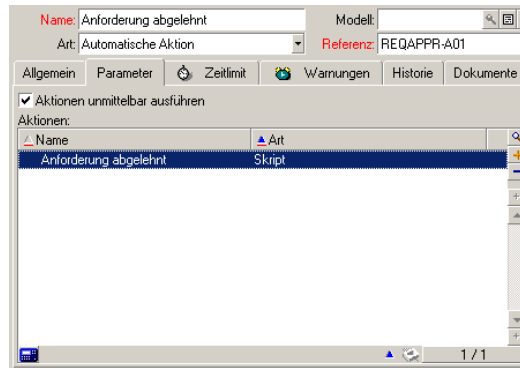 Name: Anforderung abgelehnt Modell:
Art: Automatische Aktion Referenz: REQAPPR-A01
Allgemein Parameter Zeitlimit Warnungen Historie Dokumente
Aktionen unmittelbar ausführen
Aktionen:
Name Art
Anforderung abgelehnt Skript
1 / 1